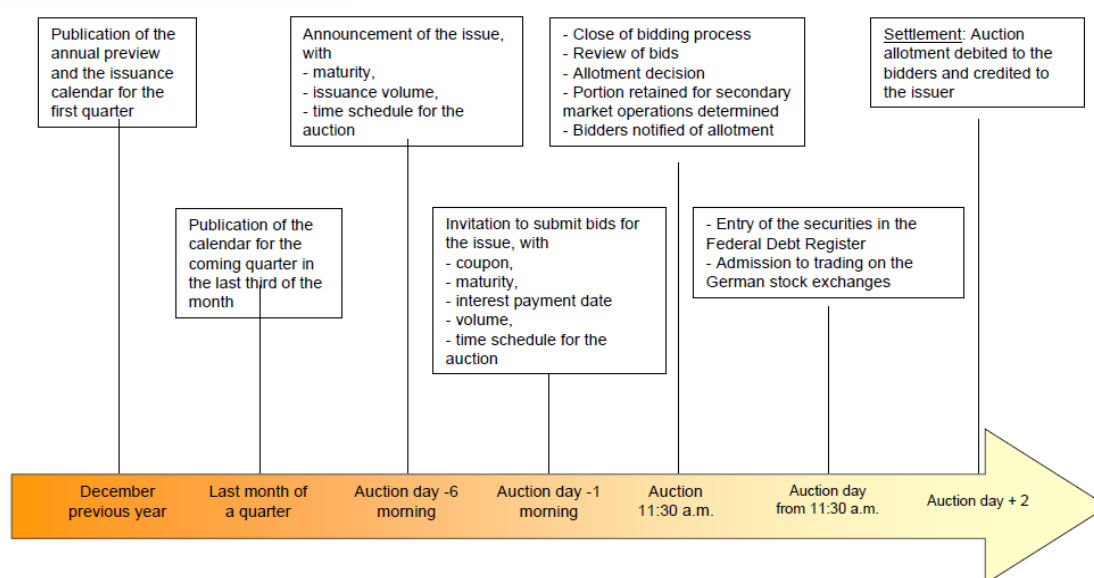 Publication of the
annual preview
and the issuance
calendar for the
first quarter
Announcement of the issue,
with
- maturity,
- issuance volume,
- time schedule for the
auction
- Close of bidding process
- Review of bids
- Allotment decision
- Portion retained for secondary
market operations determined
- Bidders notified of allotment
Settlement: Auction
allotment debited to the
bidders and credited to
the issuer
Publication of the
calendar for the
coming quarter in
the last third of the
month
Invitation to submit bids for
the issue, with
- coupon,
- maturity,
- interest payment date
- volume,
- time schedule for the
auction
- Entry of the securities in the
Federal Debt Register
- Admission to trading on the
German stock exchanges
December
previous year
Last month of
a quarter
Auction day -6
morning
Auction day -1
morning
Auction
11:30 a.m.
Auction day
from 11:30 a.m.
Auction day + 2